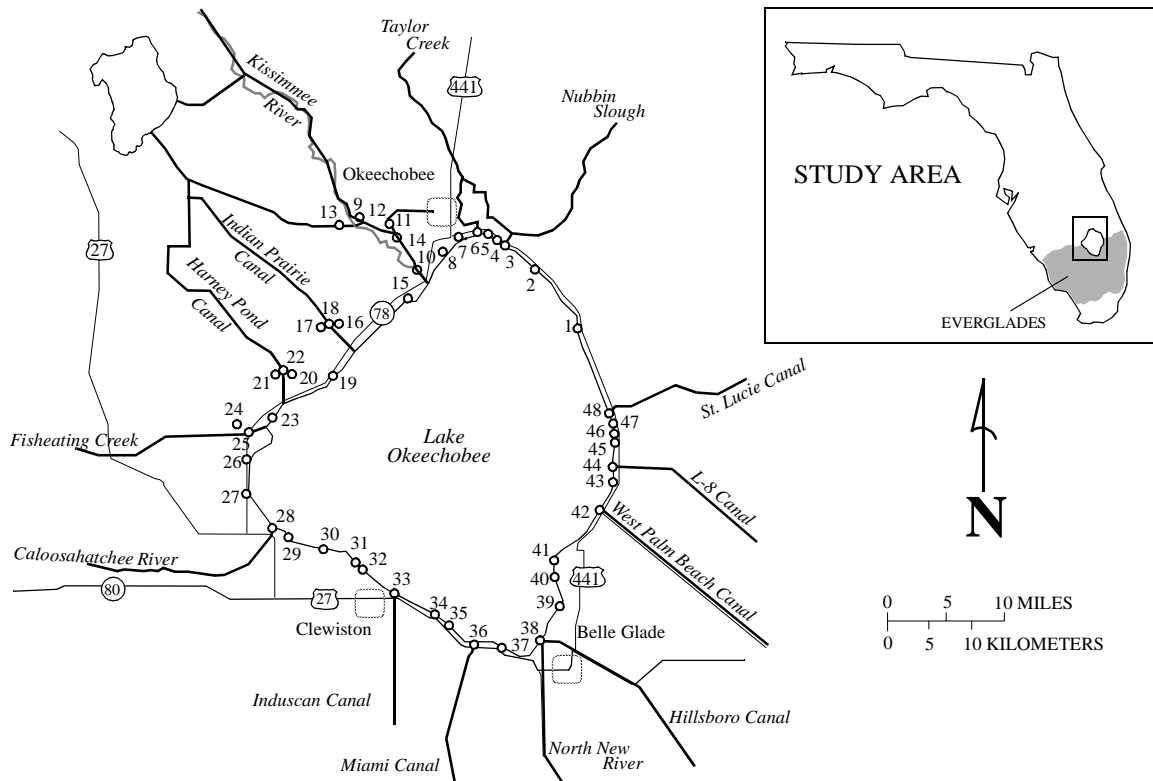 Taylor
Creek
Kissimmee
River
441
Nubbin
Slough
STUDY AREA
EVERGLADES
Okeechobee
27
13
9
12
11
14
10
15
8
7
6
5
4
3
2
1
Indian Prairie
Canal
Harney Pond
Canal
78
18
17
16
22
21
20
19
24
23
25
26
27
Fisheating Creek
Lake
Okeechobee
St. Lucie Canal
48
47
46
45
44
43
42
L-8 Canal
West Palm Beach Canal
N
28
29
30
31
32
33
34
35
36
37
38
39
40
41
441
Caloosahatchee River
80
27
Clewiston
Belle Glade
0 5 10 MILES
0 5 10 KILOMETERS
Induscan Canal
Miami Canal
North New
River
Hillsboro Canal